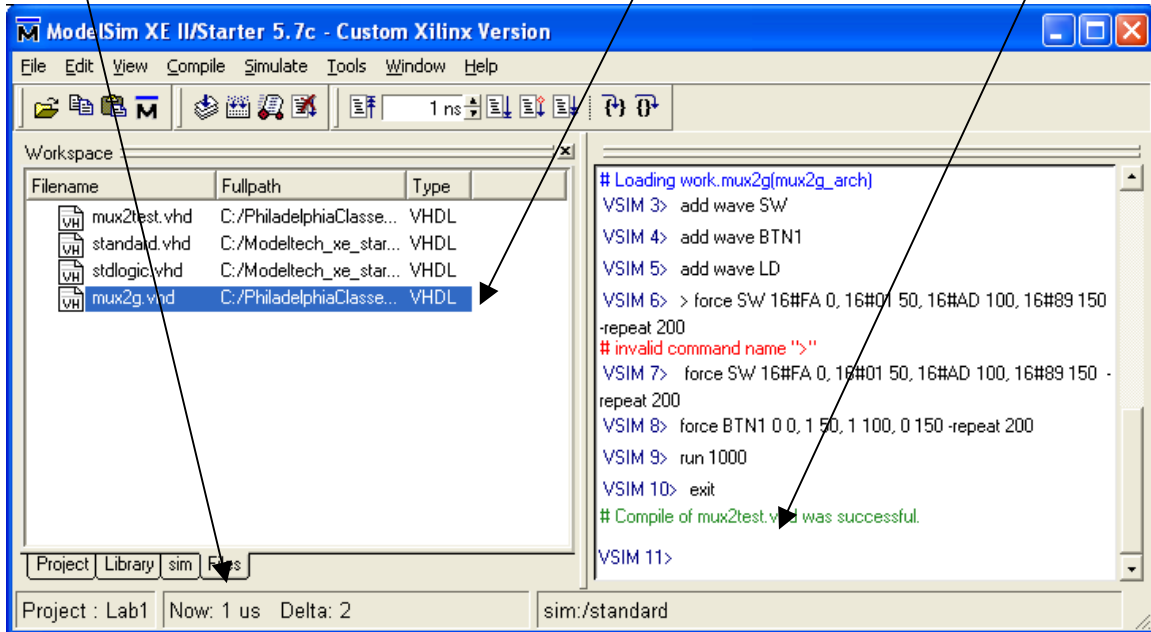 ModelSim XE II/Starter 5.7c - Custom Xilinx Version
File Edit View Compile Simulate Tools Window Help
1 ns
Workspace
Filename Fullpath Type
mux2test.vhd C:/PhiladelphiaClasse... VHDL
standard.vhd C:/Modeltech_xe_star... VHDL
stdlogic.vhd C:/Modeltech_xe_star... VHDL
mux2g.vhd C:/PhiladelphiaClasse... VHDL
Project Library sim Files
# Loading work.mux2g(mux2g_arch)
VSIM 3> add wave SW
VSIM 4> add wave BTN1
VSIM 5> add wave LD
VSIM 6> > force SW 16#FA 0, 16#01 50, 16#AD 100, 16#89 150
-repeat 200
# invalid command name ">"
VSIM 7> force SW 16#FA 0, 16#01 50, 16#AD 100, 16#89 150 -
repeat 200
VSIM 8> force BTN1 0 0, 1 50, 1 100, 0 150 -repeat 200
VSIM 9> run 1000
VSIM 10> exit
# Compile of mux2test.vhd was successful.
VSIM 11>
Project : Lab1 Now: 1 us Delta: 2 sim:/standard